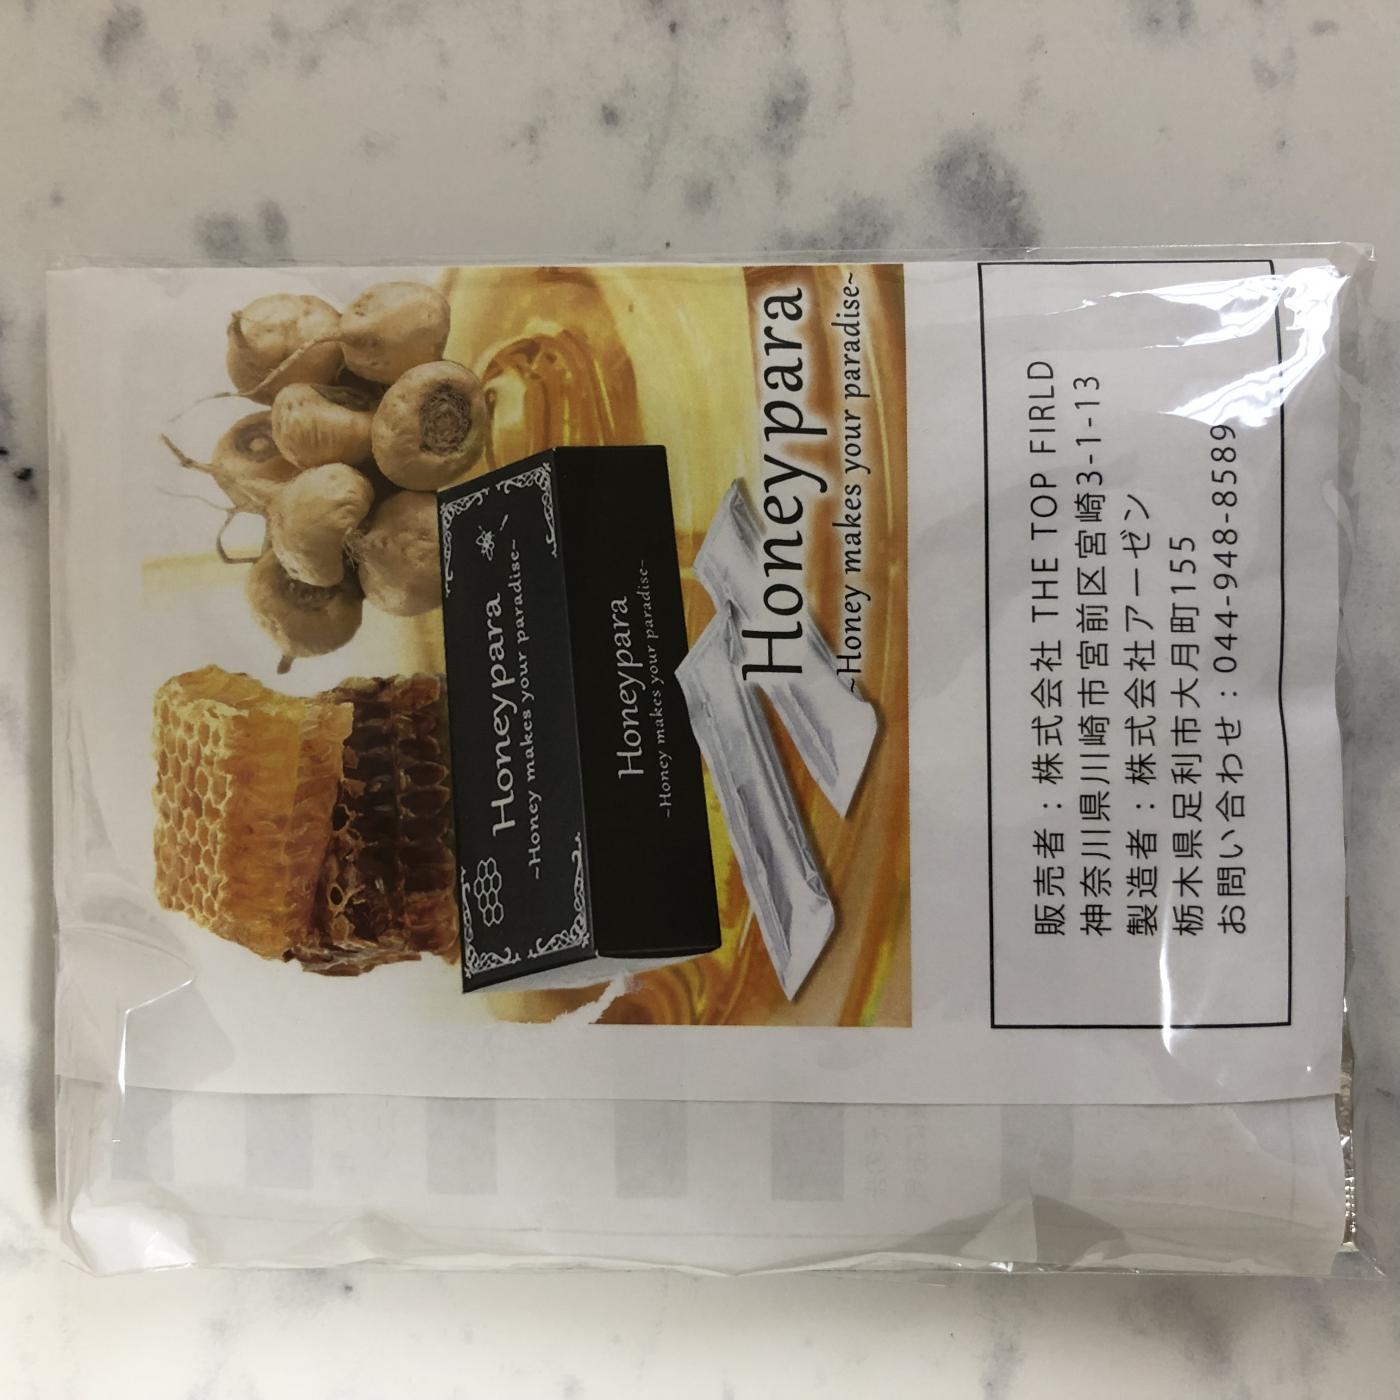 Honeypara
~Honey makes your paradise~
Honeypara
~Honey makes your paradise~
Honeypara
~Honey makes your paradise~
販売者：株式会社 THE TOP FIRLD
神奈川県川崎市宮前区宮崎3-1-13
製造者：株式会社アーゼン
栃木県足利市大月町155
お問い合わせ：044-948-8589